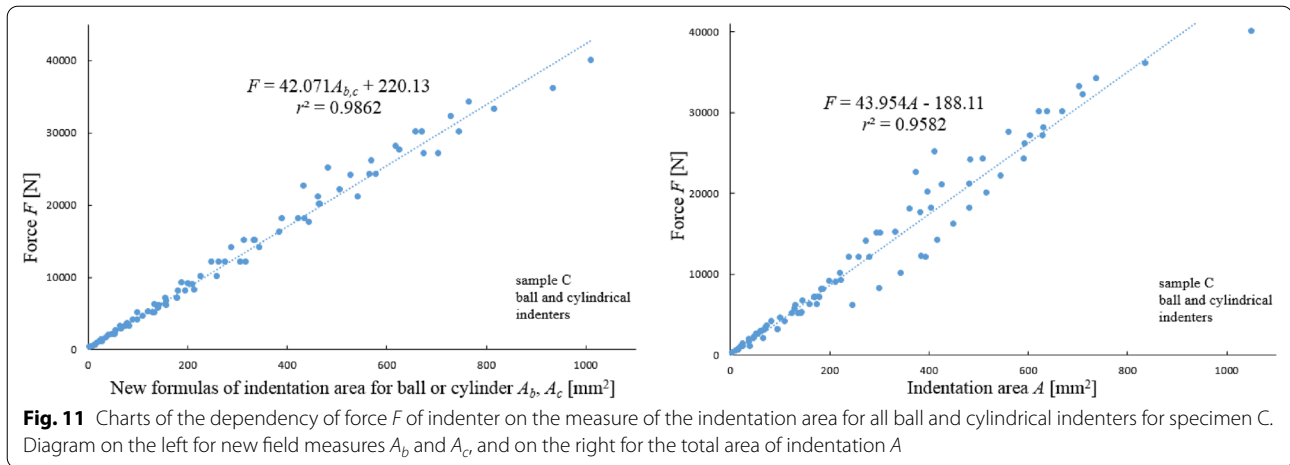 F = 42.071A_{b,c} + 220.13
r² = 0.9862
Force F [N]
40000
30000
20000
10000
0
0 200 400 600 800 1000
sample C
ball and cylindrical
indenters
New formulas of indentation area for ball or cylinder A_b, A_c [mm²]
F = 43.954A - 188.11
r² = 0.9582
Force F [N]
40000
30000
20000
10000
0
0 200 400 600 800 1000
sample C
ball and cylindrical
indenters
Indentation area A [mm²]
Fig. 11 Charts of the dependency of force F of indenter on the measure of the indentation area for all ball and cylindrical indenters for specimen C.
Diagram on the left for new field measures A_b and A_c, and on the right for the total area of indentation A